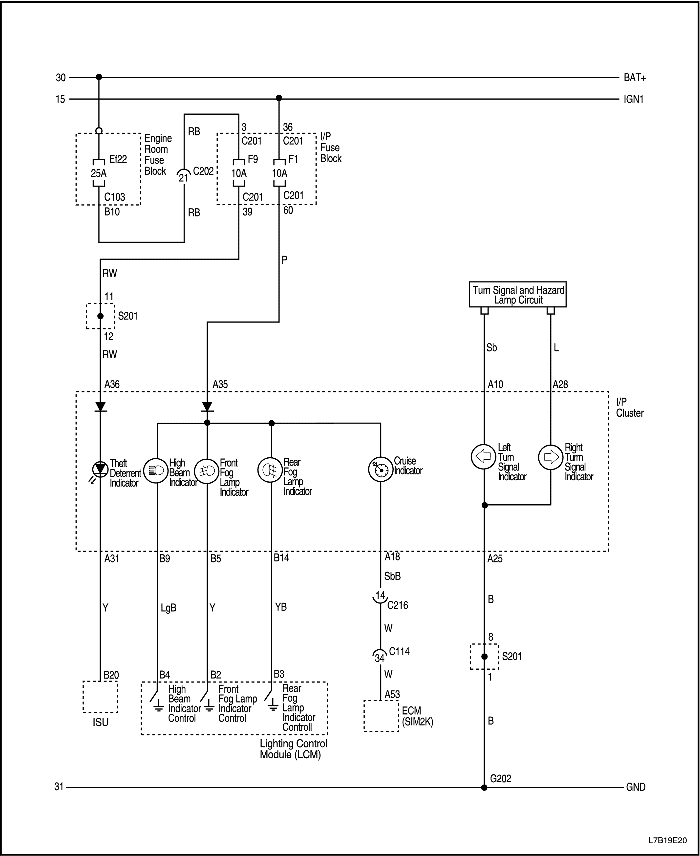 30 BAT+
15 IGN1
RB
3 36
C201 C201
I/P
Fuse
Block
Engine
Room
Fuse
Block
Ef22
25A
C103
B10
21 C202
RB
F9
10A
F1
10A
C201 C201
39 60
P
RW
11
S201
12
RW
Turn Signal and Hazard
Lamp Circuit
Sb L
A36 A35 A10 A28
I/P
Cluster
Theft
Deterrent
Indicator
High
Beam
Indicator
Front
Fog
Lamp
Indicator
Rear
Fog
Lamp
Indicator
Cruise
Indicator
Left
Turn
Signal
Indicator
Right
Turn
Signal
Indicator
A31 B9 B5 B14 A18 A25
SbB
14
C216
Y LgB Y YB W B
C114
34
W
8
S201
1
B20 B4 B2 B3 A53
ISU
High
Beam
Indicator
Control
Front
Fog Lamp
Indicator
Control
Rear
Fog
Lamp
Indicator
Controll
ECM
(SIM2K)
B
Lighting Control
Module (LCM)
G202
31 GND
L7B19E20